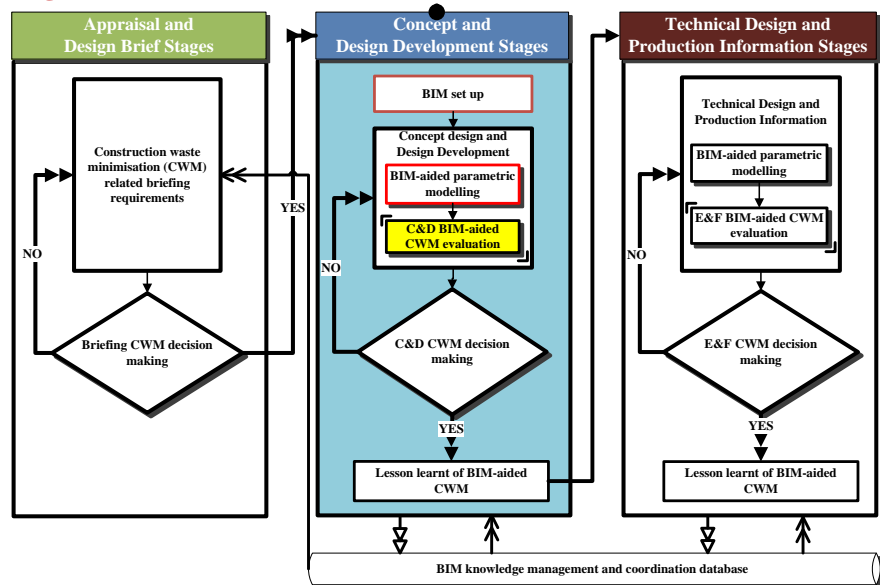 Appraisal and
Design Brief Stages
Construction waste
minimisation (CWM)
related briefing
requirements
NO
YES
Briefing CWM decision
making
Concept and
Design Development Stages
BIM set up
Concept design and
Design Development
BIM-aided parametric
modelling
C&D BIM-aided
CWM evaluation
NO
C&D CWM decision
making
YES
Lesson learnt of BIM-aided
CWM
Technical Design and
Production Information Stages
Technical Design and
Production Information
BIM-aided parametric
modelling
E&F BIM-aided CWM
evaluation
NO
E&F CWM decision
making
YES
Lesson learnt of BIM-aided
CWM
BIM knowledge management and coordination database